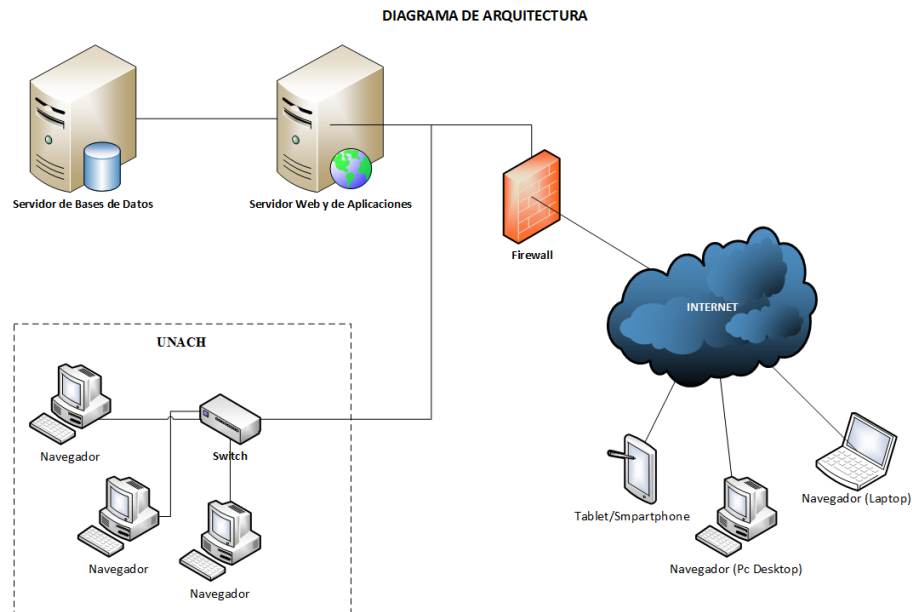 DIAGRAMA DE ARQUITECTURA
Servidor de Bases de Datos
Servidor Web y de Aplicaciones
Firewall
INTERNET
UNACH
Navegador
Switch
Navegador
Navegador
Tablet/Smpartphone
Navegador (Laptop)
Navegador (Pc Desktop)